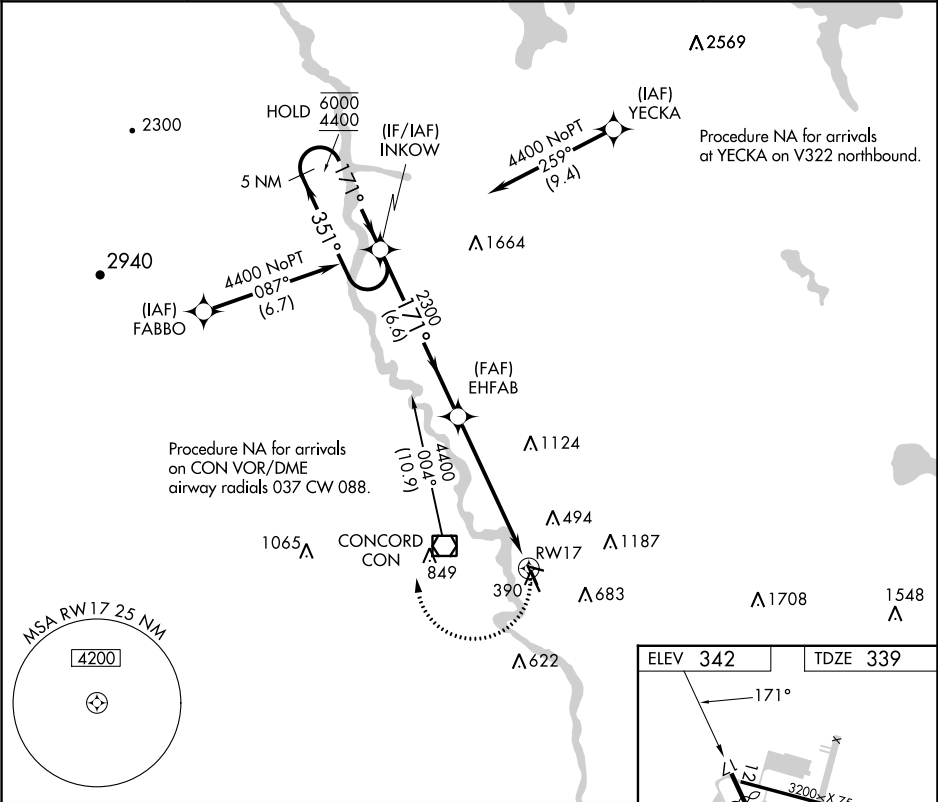 2569
2300
HOLD
6000
4400
(IF/IAF)
INKOW
(IAF)
YECKA
4400 NoPT
259°
(9.4)
Procedure NA for arrivals
at YECKA on V322 northbound.
5 NM
171°
351°
1664
2940
4400 NoPT
087°
(6.7)
(IAF)
FABBO
2300
171°
(6.6)
(FAF)
EHFAB
1124
4400
004°
(10.9)
Procedure NA for arrivals
on CON VOR/DME
airway radials 037 CW 088.
494
1065
CONCORD
CON
849
RW17
1187
390
683
1708
1548
MSA RW17 25 NM
4200
622
ELEV 342
TDZE 339
171°
17
12
3200 X 75